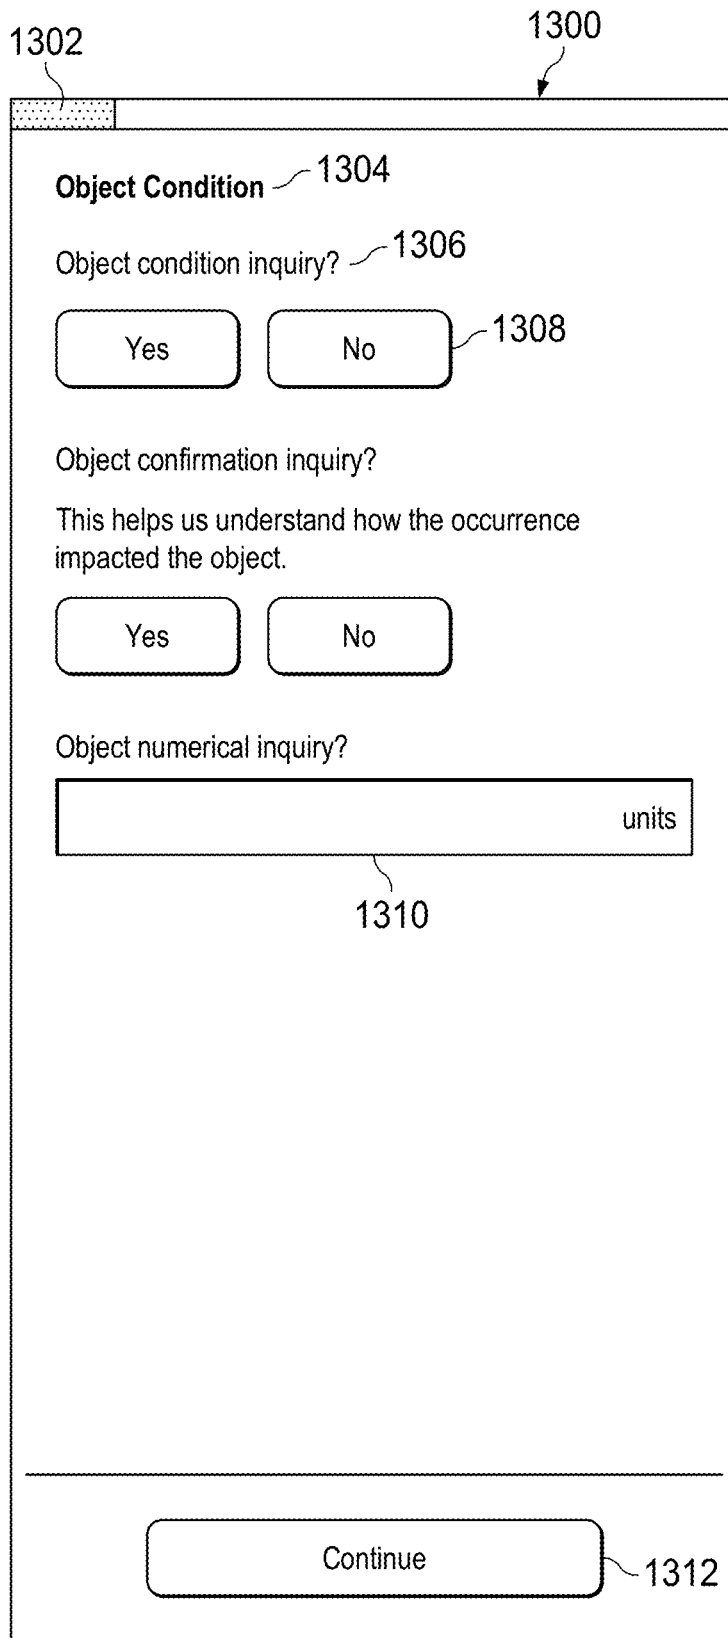 1300
1302
Object Condition 1304
Object condition inquiry? 1306
Yes No 1308
Object confirmation inquiry?
This helps us understand how the occurrence
impacted the object.
Yes No
Object numerical inquiry?
units
1310
Continue 1312